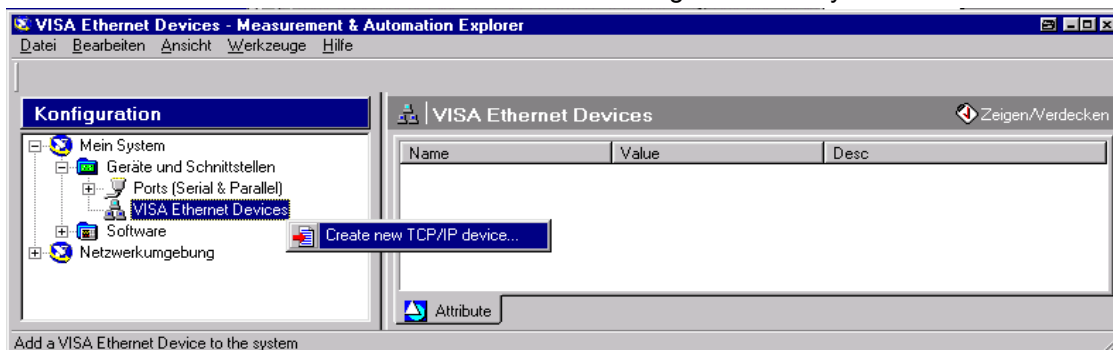 VISA Ethernet Devices - Measurement & Automation Explorer
Datei Bearbeiten Ansicht Werkzeuge Hilfe
Konfiguration
VISA Ethernet Devices
Zeigen/Verdecken
Mein System
Geräte und Schnittstellen
Ports (Serial & Parallel)
VISA Ethernet Devices
Software
Netzwerkumgebung
Create new TCP/IP device...
Name Value Desc
Attribute
Add a VISA Ethernet Device to the system